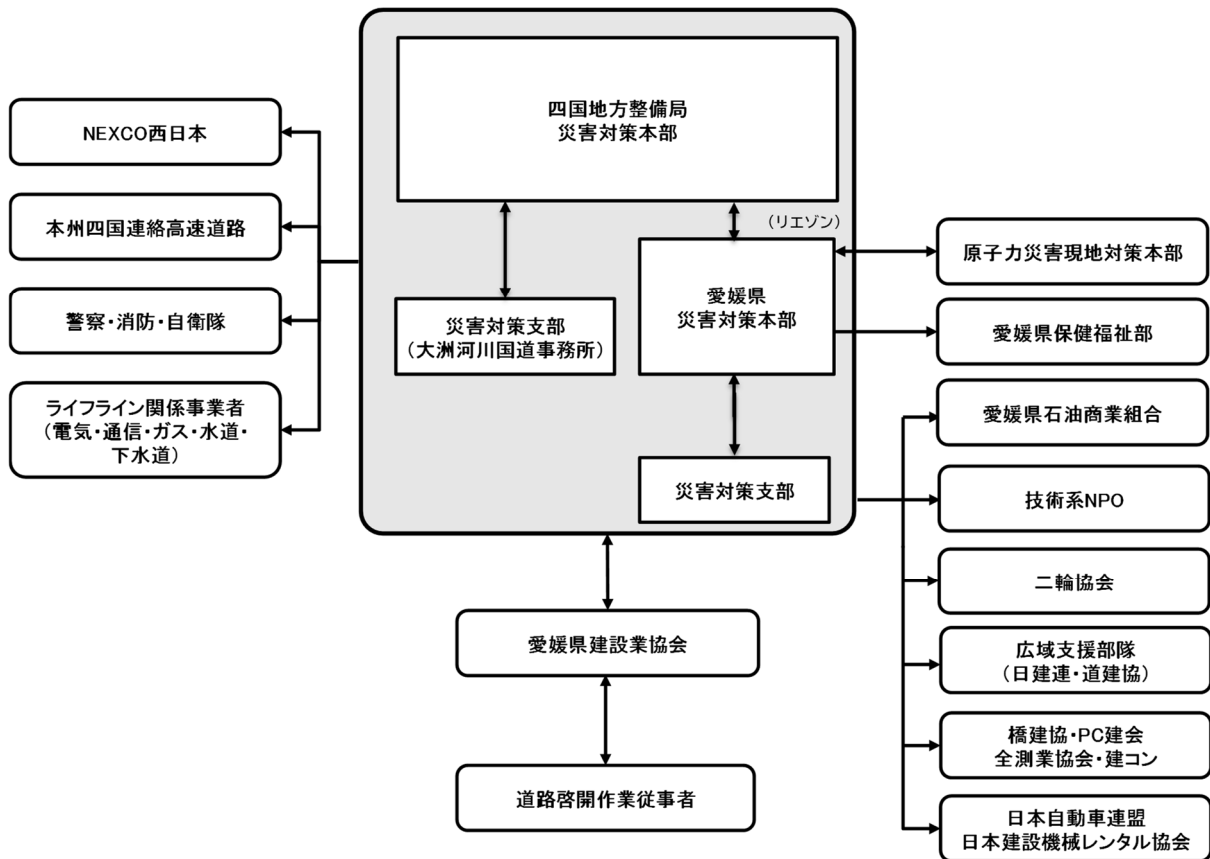 四国地方整備局
災害対策本部
(リエゾン)
災害対策支部
(大洲河川国道事務所)
愛媛県
災害対策本部
災害対策支部
NEXCO西日本
本州四国連絡高速道路
警察・消防・自衛隊
ライフライン関係事業者
(電気・通信・ガス・水道・
下水道)
原子力災害現地対策本部
愛媛県保健福祉部
愛媛県石油商業組合
技術系NPO
二輪協会
広域支援部隊
(日建連・道建協)
橋建協・PC建会
全測業協会・建コン
日本自動車連盟
日本建設機械レンタル協会
愛媛県建設業協会
道路啓開作業従事者